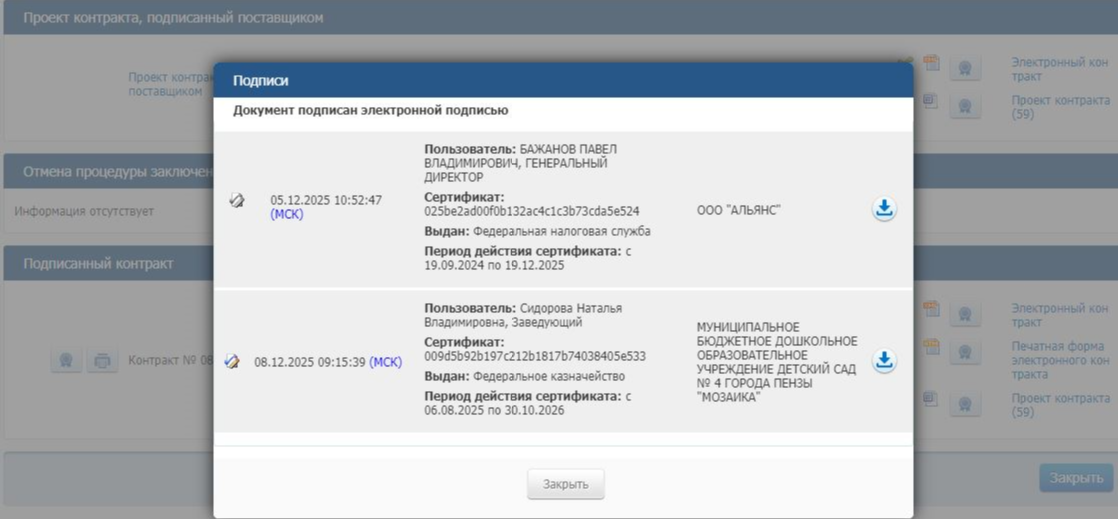 Проект контракта, подписанный поставщиком
Проект контра
поставщиком
Электронный кон
тракт
Проект контракта
(59)
Отмена процедуры заключен
Информация отсутствует
Подписанный контракт
Контракт № 08
Электронный кон
тракт
Печатная форма
электронного кон
тракта
Проект контракта
(59)
Закрыть
Подписи
Документ подписан электронной подписью
05.12.2025 10:52:47
(МСК)
Пользователь: БАЖАНОВ ПАВЕЛ
ВЛАДИМИРОВИЧ, ГЕНЕРАЛЬНЫЙ
ДИРЕКТОР
Сертификат:
025be2ad00f0b132ac4c1c3b73cda5e524
Выдан: Федеральная налоговая служба
Период действия сертификата: с
19.09.2024 по 19.12.2025
ООО "АЛЬЯНС"
08.12.2025 09:15:39 (МСК)
Пользователь: Сидорова Наталья
Владимировна, Заведующий
Сертификат:
009d5b92b197c212b1817b74038405e533
Выдан: Федеральное казначейство
Период действия сертификата: с
06.08.2025 по 30.10.2026
МУНИЦИПАЛЬНОЕ
БЮДЖЕТНОЕ ДОШКОЛЬНОЕ
ОБРАЗОВАТЕЛЬНОЕ
УЧРЕЖДЕНИЕ ДЕТСКИЙ САД
№ 4 ГОРОДА ПЕНЗЫ
"МОЗАИКА"
Закрыть